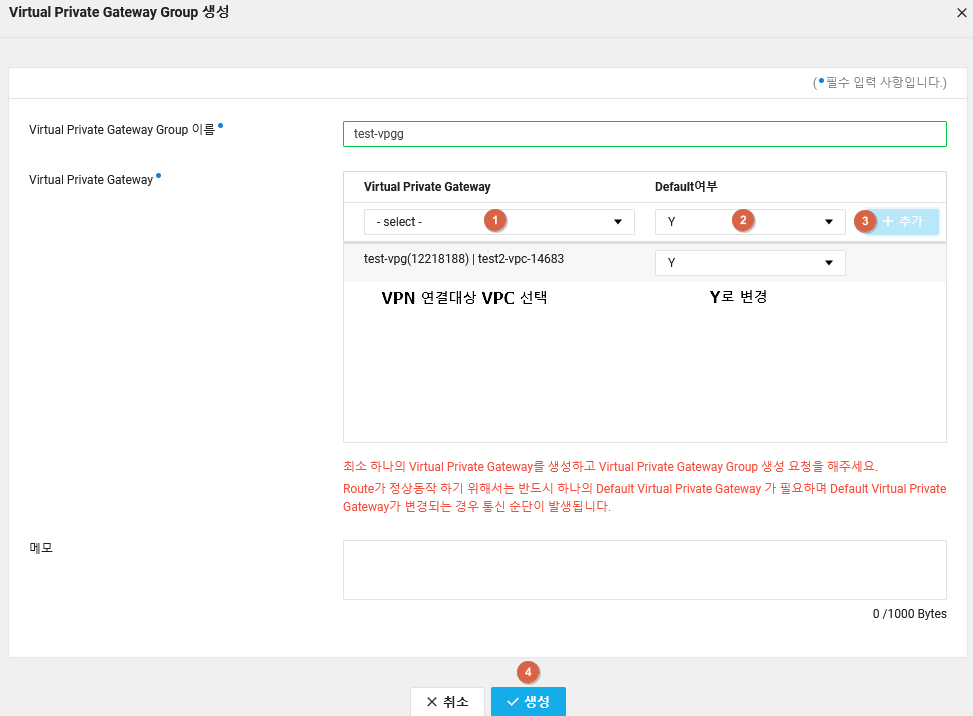 Virtual Private Gateway Group 생성
(●필수 입력 사항입니다.)
Virtual Private Gateway Group 이름
test-vpgg
Virtual Private Gateway
Virtual Private Gateway Default여부
- select - 1 Y 2 3 + 추가
test-vpg(12218188) | test2-vpc-14683 Y
VPN 연결대상 VPC 선택 Y로 변경
최소 하나의 Virtual Private Gateway를 생성하고 Virtual Private Gateway Group 생성 요청을 해주세요.
Route가 정상동작 하기 위해서는 반드시 하나의 Default Virtual Private Gateway 가 필요하며 Default Virtual Private
Gateway가 변경되는 경우 통신 순단이 발생됩니다.
메모
0 /1000 Bytes
4
취소 생성